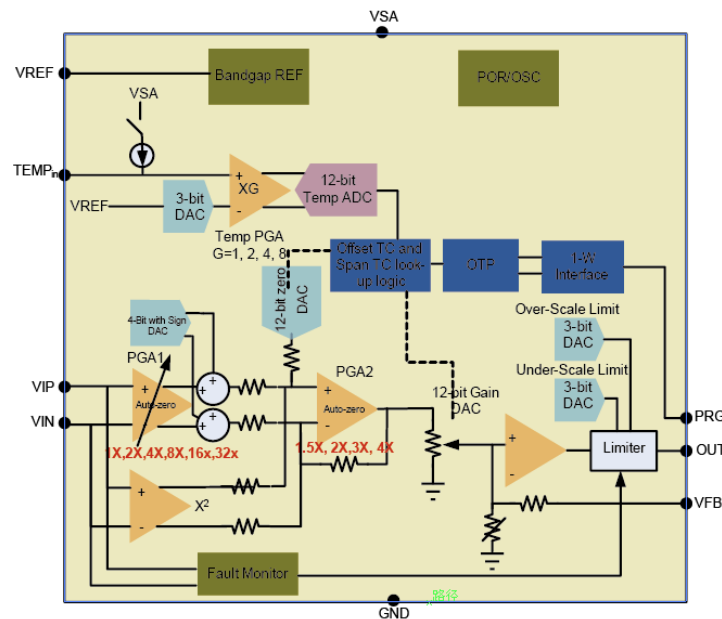 VSA
VREF
Bandgap REF
POR/OSC
VSA
TEMPin
+
XG
-
12-bit
Temp ADC
VREF
3-bit
DAC
Temp PGA
G=1, 2, 4, 8
Offset TC and
Span TC look-
up logic
OTP
1-W
Interface
12-bit zero
DAC
4-Bit with Sign
DAC
Over-Scale Limit
3-bit
DAC
Under-Scale Limit
3-bit
DAC
PGA1
PGA2
12-bit Gain
DAC
VIP
+
Auto-zero
-
+
+
+
Auto-zero
-
VIN
1X,2X,4X,8X,16x,32x
1.5X, 2X,3X, 4X
+
-
Limiter
PRG
OUT
VFB
+
-
X²
Fault Monitor
GND
路径